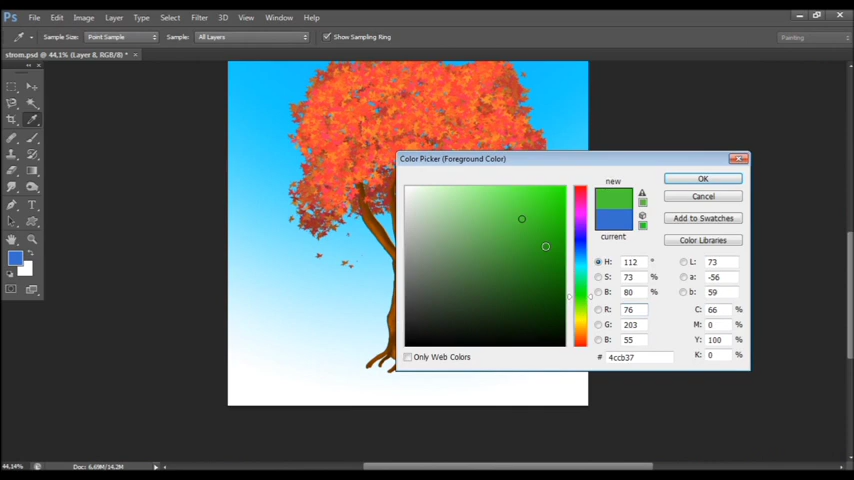 Ps File Edit Image Layer Type Select Filter 3D View Window Help
Sample Size: Point Sample Sample: All Layers Show Sampling Ring Painting
strom.psd @ 44,1% (Layer 8, RGB/8) * ×
Color Picker (Foreground Color)
new
OK
Cancel
Add to Swatches
current
Color Libraries
H: 112 ° L: 73
S: 73 % a: -56
B: 80 % b: 59
R: 76 C: 66 %
G: 203 M: 0 %
B: 55 Y: 100 %
Only Web Colors # 4ccb37 K: 0 %
44,14% Doc: 6,69M/14,2M